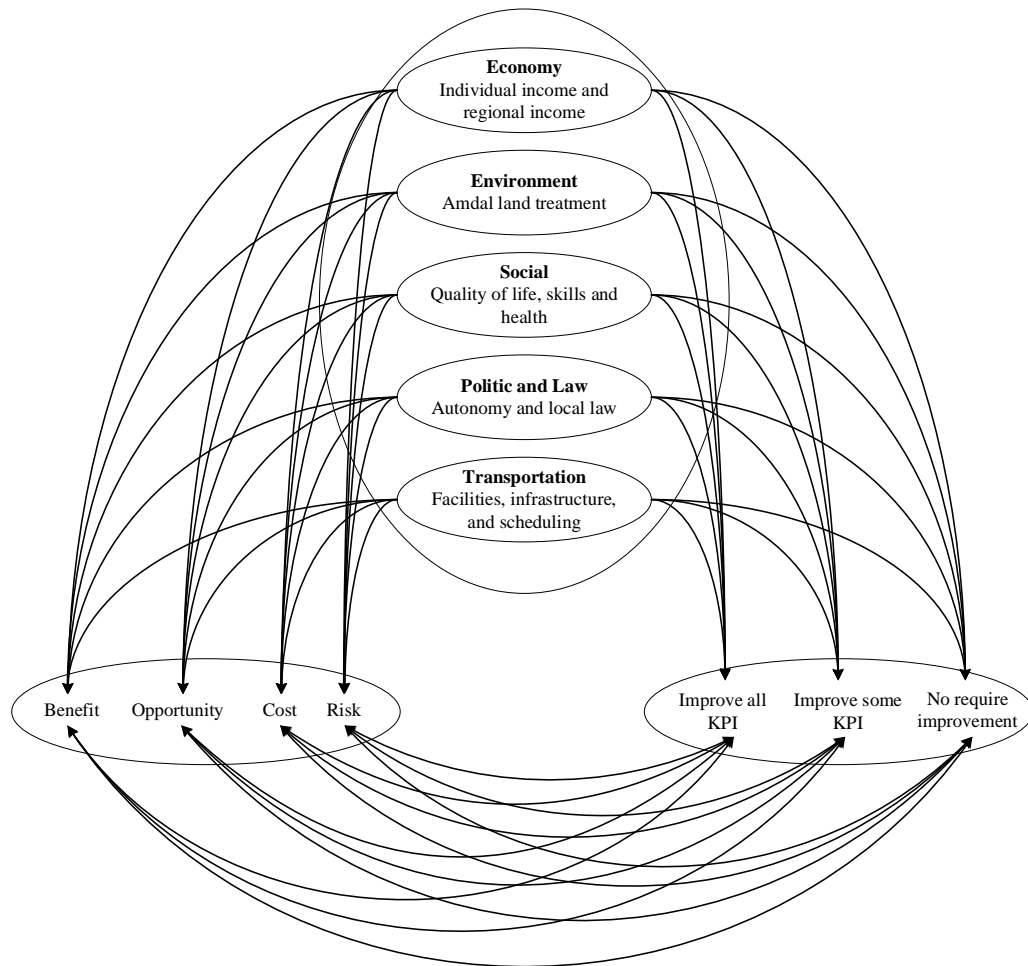 Economy
Individual income and
regional income
Environment
Amdal land treatment
Social
Quality of life, skills and
health
Politic and Law
Autonomy and local law
Transportation
Facilities, infrastructure,
and scheduling
Benefit
Opportunity
Cost
Risk
Improve all
KPI
Improve some
KPI
No require
improvement